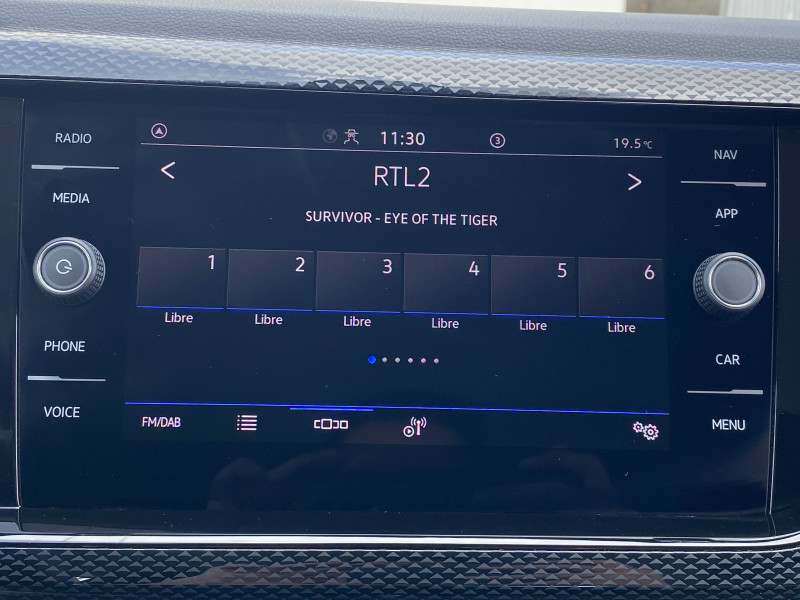 RADIO
MEDIA
PHONE
VOICE
11:30
3
19.5°C
< RTL2 >
SURVIVOR - EYE OF THE TIGER
1 2 3 4 5 6
Libre Libre Libre Libre Libre Libre
FM/DAB
NAV
APP
CAR
MENU